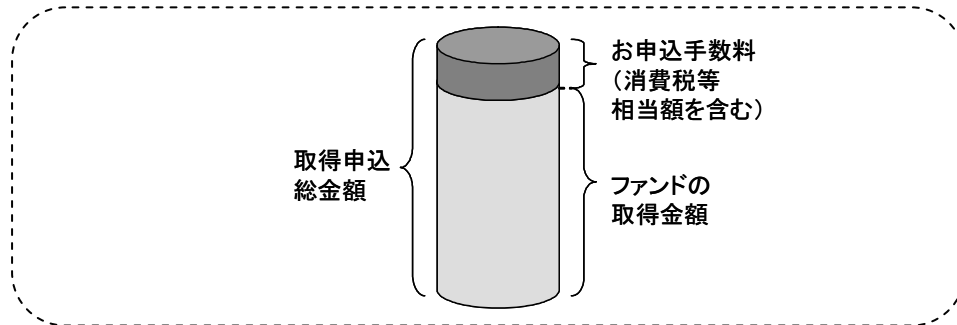 お申込手数料
（消費税等
相当額を含む）
取得申込
総金額
ファンドの
取得金額